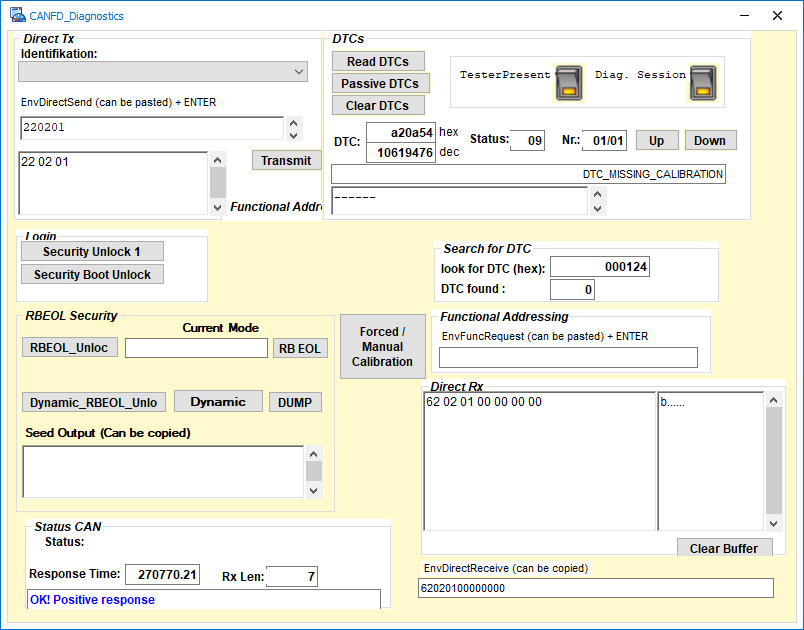 CANFD_Diagnostics
Direct Tx
Identifikation:
EnvDirectSend (can be pasted) + ENTER
220201
22 02 01
Transmit
Functional Addr
DTCs
Read DTCs
Passive DTCs
Clear DTCs
TesterPresent
Diag. Session
DTC:
a20a54 hex
10619476 dec
Status: 09
Nr.: 01/01
Up
Down
DTC_MISSING_CALIBRATION
------
Login
Security Unlock 1
Security Boot Unlock
Search for DTC
look for DTC (hex): 000124
DTC found : 0
RBEOL Security
Current Mode
RBEOL_Unloc
RB EOL
Dynamic_RBEOL_Unlo
Dynamic
DUMP
Seed Output (Can be copied)
Forced /
Manual
Calibration
Functional Addressing
EnvFuncRequest (can be pasted) + ENTER
Direct Rx
62 02 01 00 00 00 00
b......
Clear Buffer
EnvDirectReceive (can be copied)
62020100000000
Status CAN
Status:
Response Time: 270770.21
Rx Len: 7
OK! Positive response